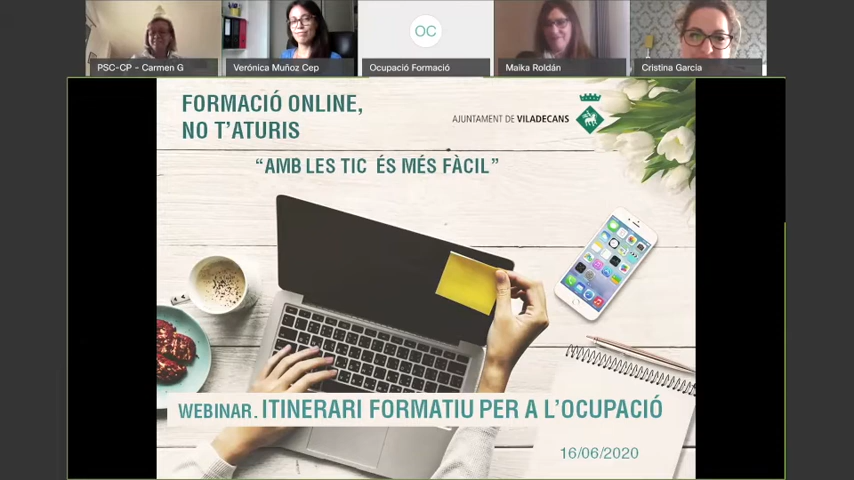 PSC-CP - Carmen G
Verónica Muñoz Cep
OC
Ocupació Formació
Maika Roldán
Cristina Garcia
FORMACIÓ ONLINE,
NO T'ATURIS
AJUNTAMENT DE VILADECANS
“AMB LES TIC ÉS MÉS FÀCIL”
WEBINAR. ITINERARI FORMATIU PER A L'OCUPACIÓ
16/06/2020